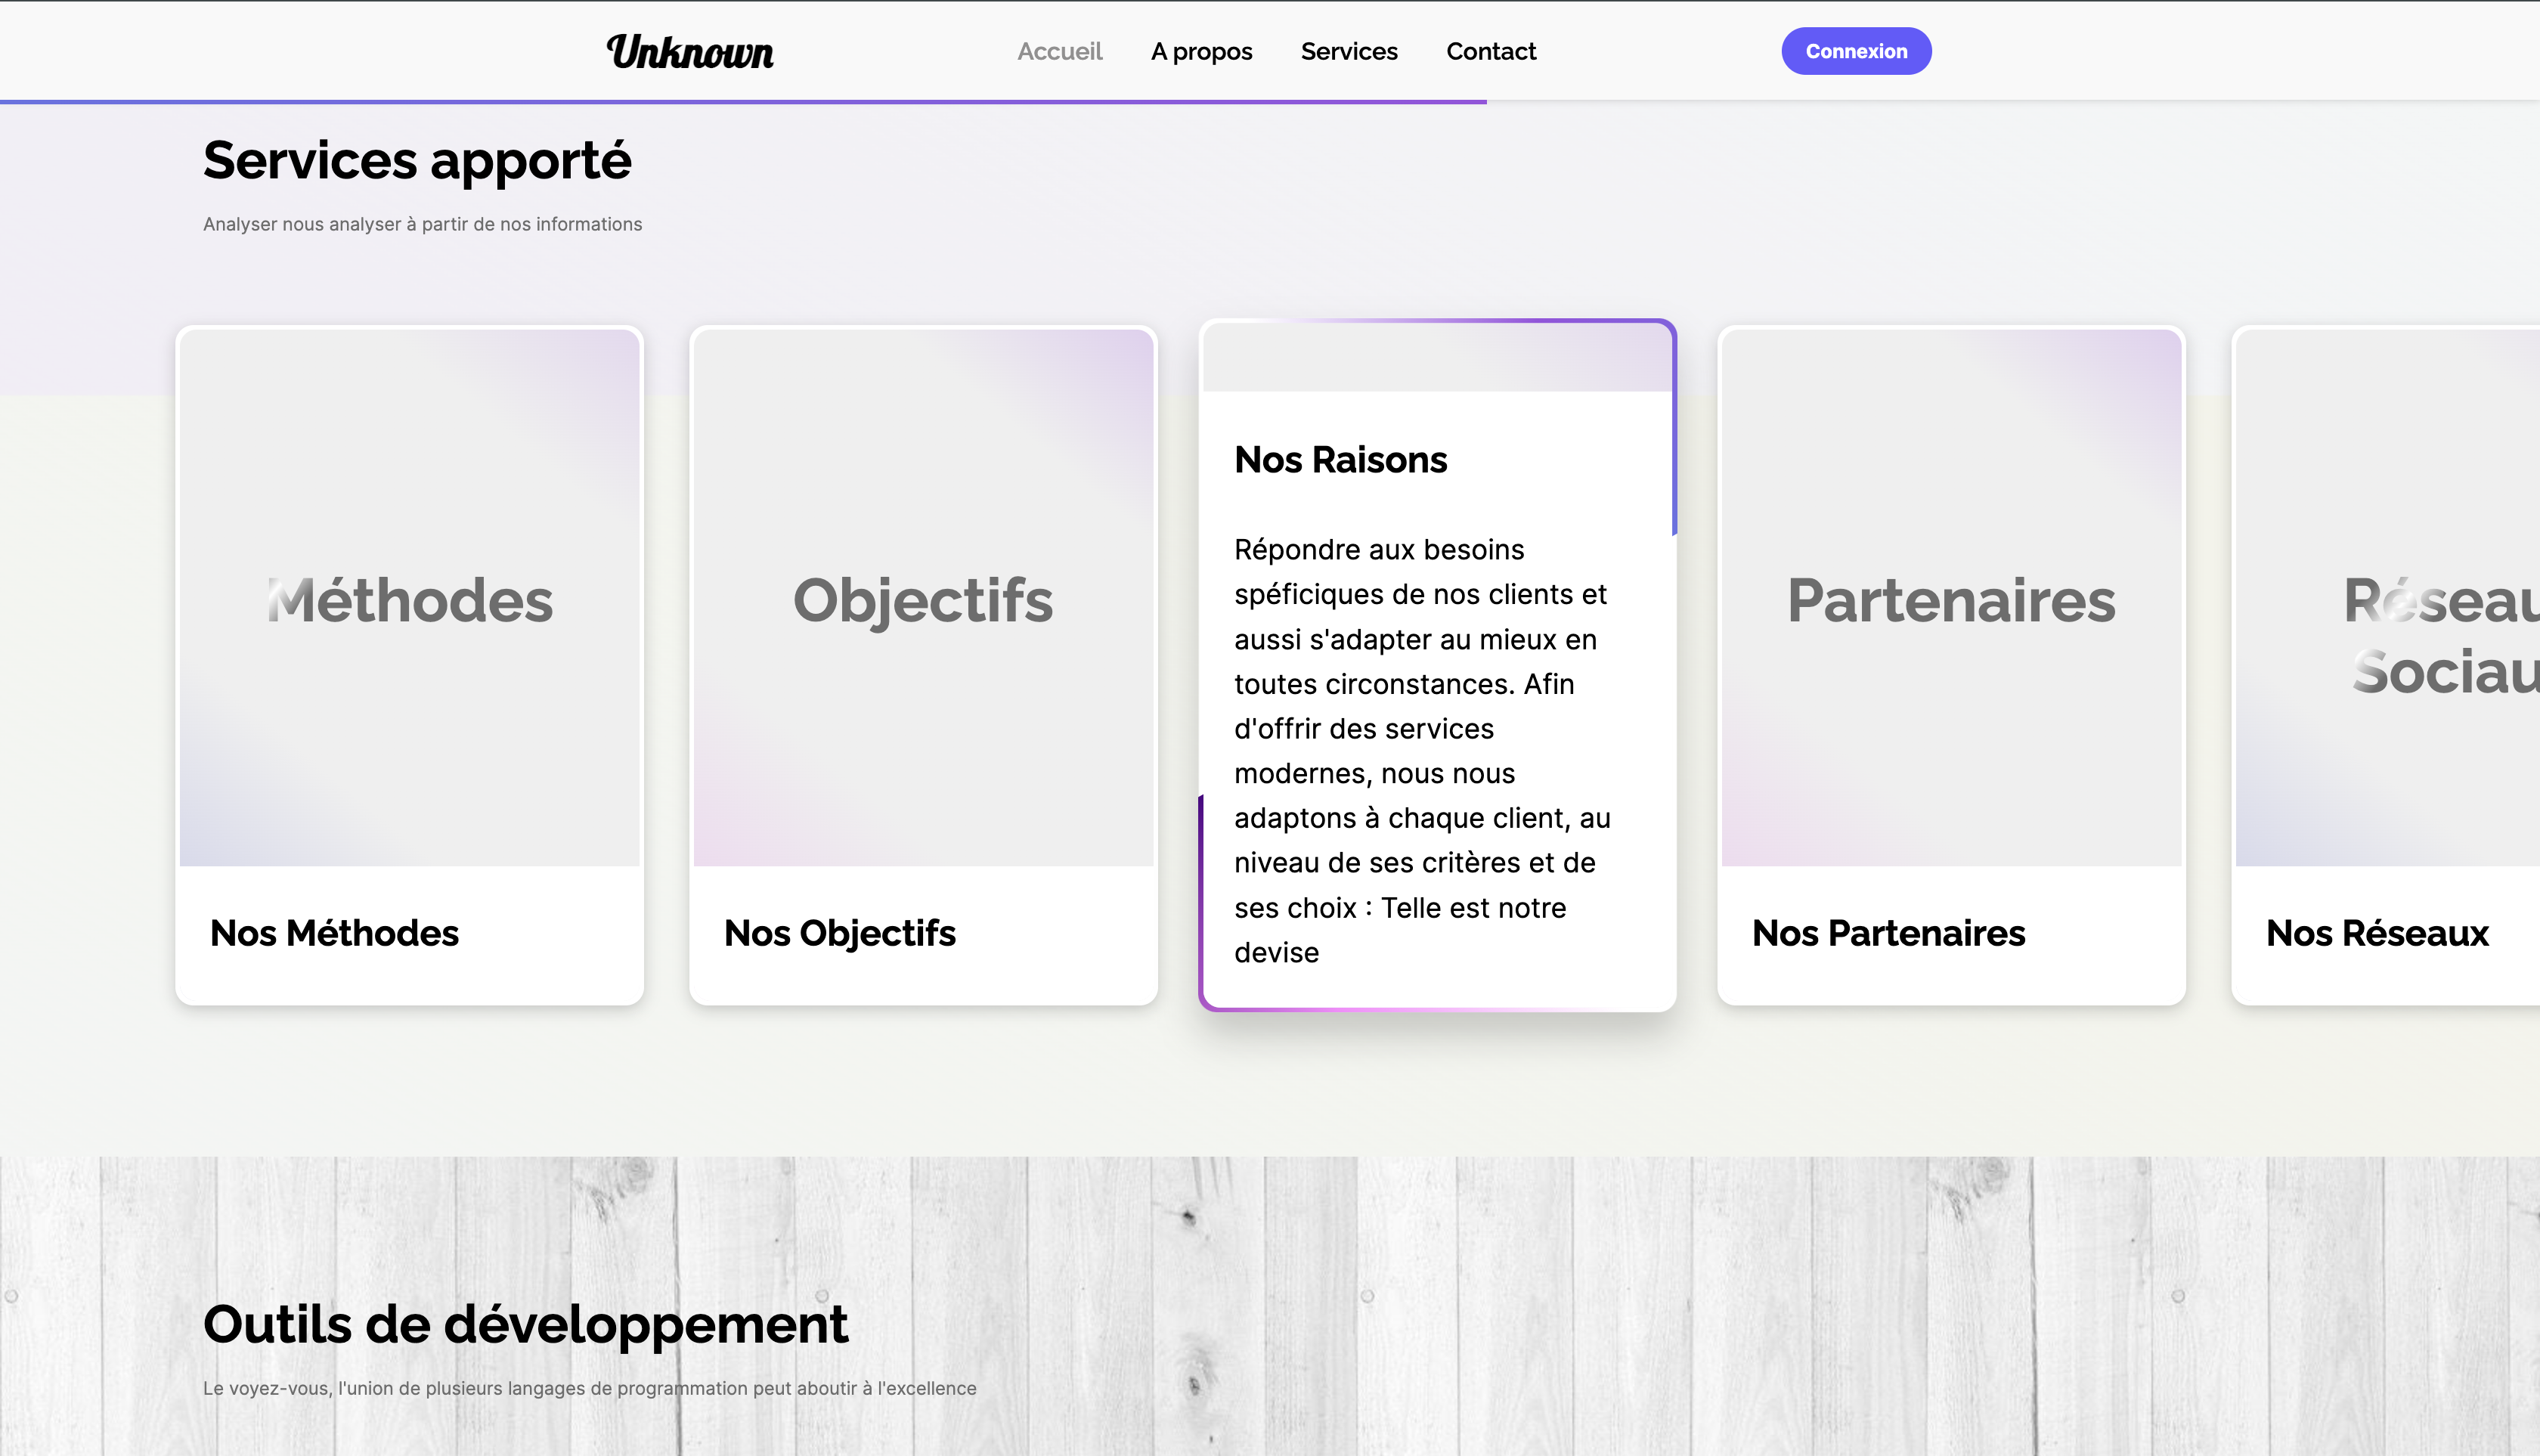 Unknown
Accueil
A propos
Services
Contact
Connexion
Services apporté
Analyser nous analyser à partir de nos informations
Méthodes
Nos Méthodes
Objectifs
Nos Objectifs
Nos Raisons
Répondre aux besoins
spéficiques de nos clients et
aussi s'adapter au mieux en
toutes circonstances. Afin
d'offrir des services
modernes, nous nous
adaptons à chaque client, au
niveau de ses critères et de
ses choix : Telle est notre
devise
Partenaires
Nos Partenaires
Réseau
Sociau
Nos Réseaux
Outils de développement
Le voyez-vous, l'union de plusieurs langages de programmation peut aboutir à l'excellence